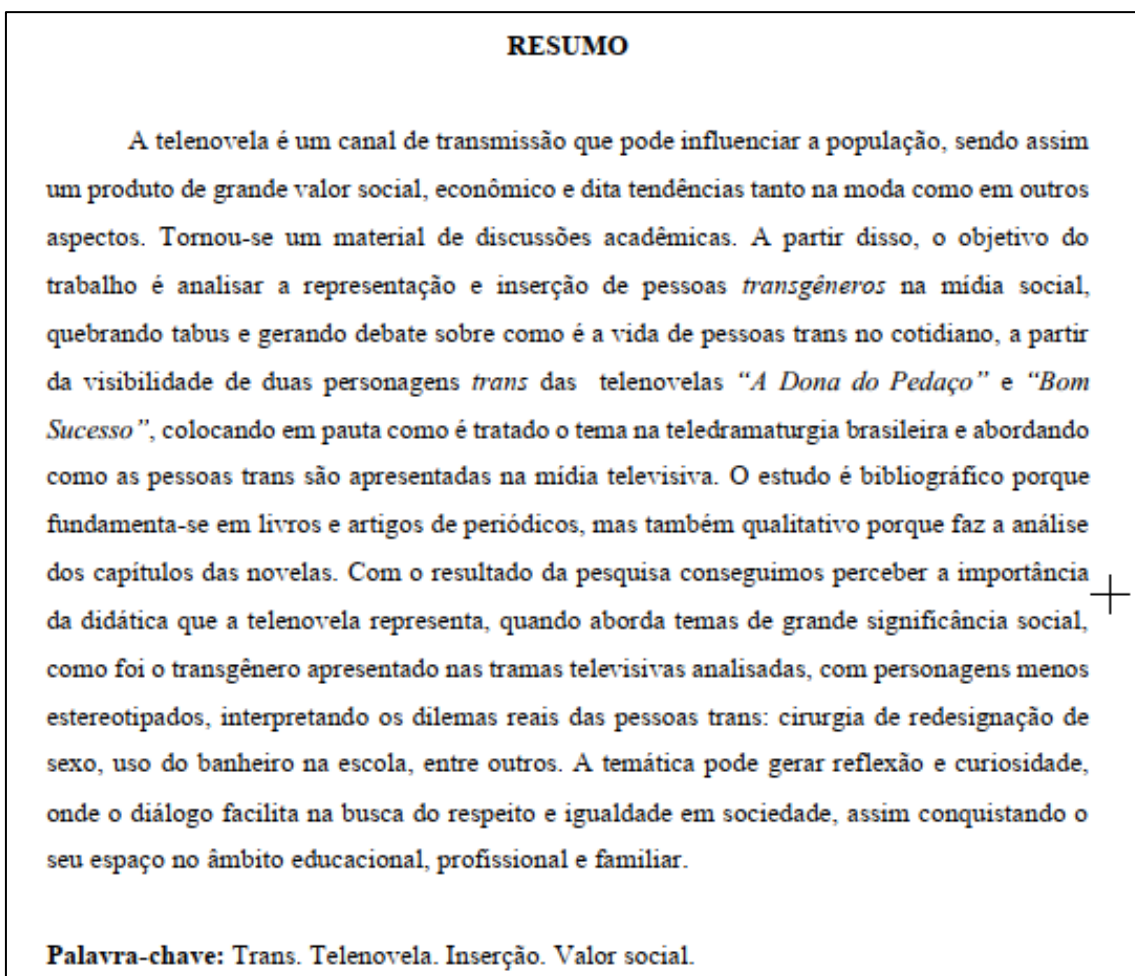 RESUMO
A telenovela é um canal de transmissão que pode influenciar a população, sendo assim
um produto de grande valor social, econômico e dita tendências tanto na moda como em outros
aspectos. Tornou-se um material de discussões acadêmicas. A partir disso, o objetivo do
trabalho é analisar a representação e inserção de pessoas transgêneros na mídia social,
quebrando tabus e gerando debate sobre como é a vida de pessoas trans no cotidiano, a partir
da visibilidade de duas personagens trans das telenovelas “A Dona do Pedaço” e “Bom
Sucesso”, colocando em pauta como é tratado o tema na teledramaturgia brasileira e abordando
como as pessoas trans são apresentadas na mídia televisiva. O estudo é bibliográfico porque
fundamenta-se em livros e artigos de periódicos, mas também qualitativo porque faz a análise
dos capítulos das novelas. Com o resultado da pesquisa conseguimos perceber a importância
da didática que a telenovela representa, quando aborda temas de grande significância social,
como foi o transgênero apresentado nas tramas televisivas analisadas, com personagens menos
estereotipados, interpretando os dilemas reais das pessoas trans: cirurgia de redesignação de
sexo, uso do banheiro na escola, entre outros. A temática pode gerar reflexão e curiosidade,
onde o diálogo facilita na busca do respeito e igualdade em sociedade, assim conquistando o
seu espaço no âmbito educacional, profissional e familiar.
Palavra-chave: Trans. Telenovela. Inserção. Valor social.